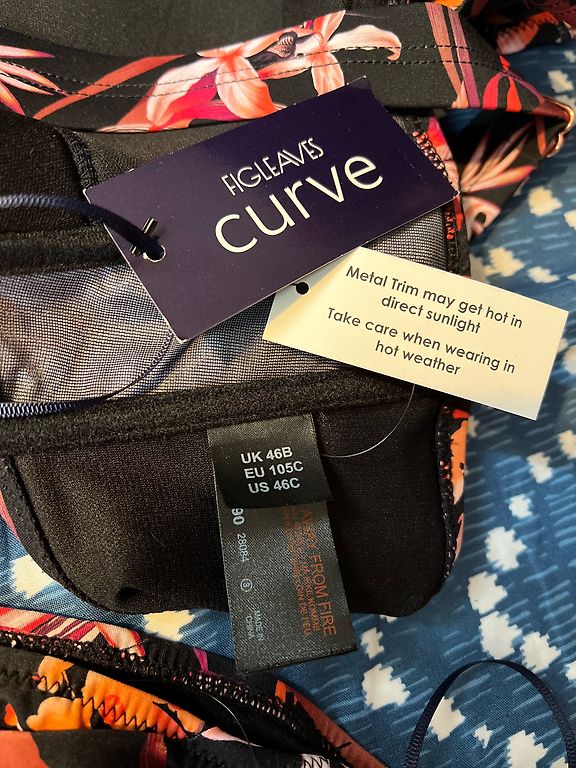 FIGLEAVES
curve
Metal Trim may get hot in
direct sunlight
Take care when wearing in
hot weather
UK 46B
EU 105C
US 46C
90 28084
MADE IN
CHINA
AWAY FROM FIRE